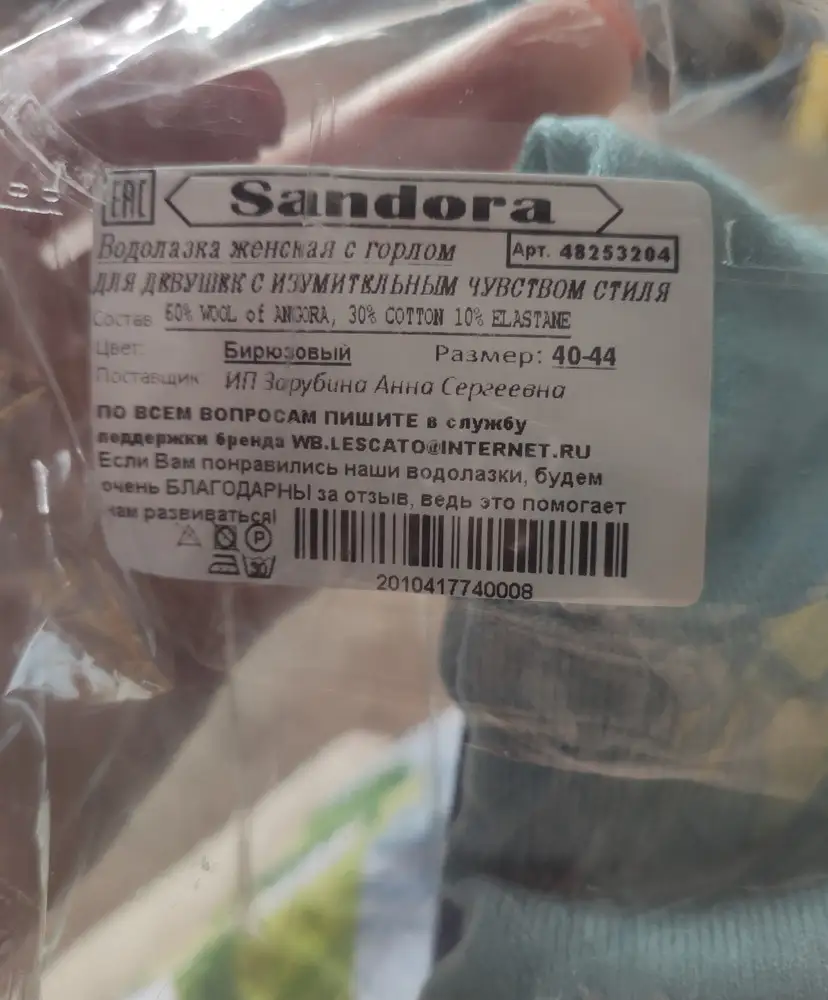 EAC Sandora
Водолазка женская с горлом Арт. 48253204
ДЛЯ ДЕВУШЕК С ИЗУМИТЕЛЬНЫМ ЧУВСТВОМ СТИЛЯ
Состав 60% WOOL of ANGORA, 30% COTTON 10% ELASTANE
Цвет: Бирюзовый Размер: 40-44
Поставщик ИП Зарубина Анна Сергеевна
ПО ВСЕМ ВОПРОСАМ ПИШИТЕ в службу
поддержки бренда WB.LESCATO@INTERNET.RU
Если Вам понравились наши водолазки, будем
очень БЛАГОДАРНЫ за отзыв, ведь это помогает
нам развиваться!
P
30
2010417740008